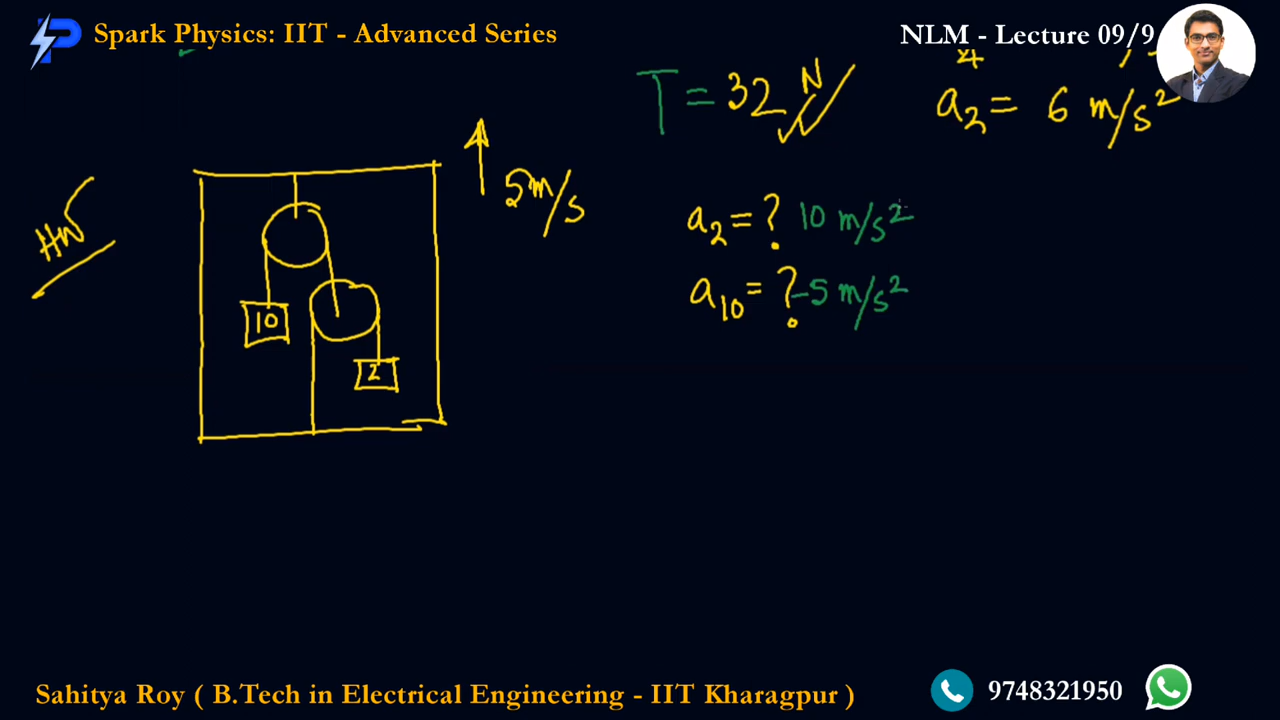 Spark Physics: IIT - Advanced Series
NLM - Lecture 09/9
T = 32 N
a₂ = 6 m/s²
HW
5m/s
a₂ = ? 10 m/s²
a₁₀ = ? -5 m/s²
10
2
Sahitya Roy ( B.Tech in Electrical Engineering - IIT Kharagpur )
9748321950